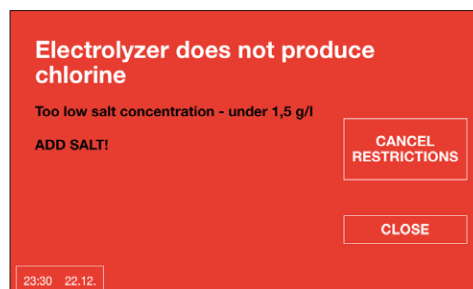 Electrolyzer does not produce
chlorine
Too low salt concentration - under 1,5 g/l
ADD SALT!
CANCEL
RESTRICTIONS
CLOSE
23:30 22.12.